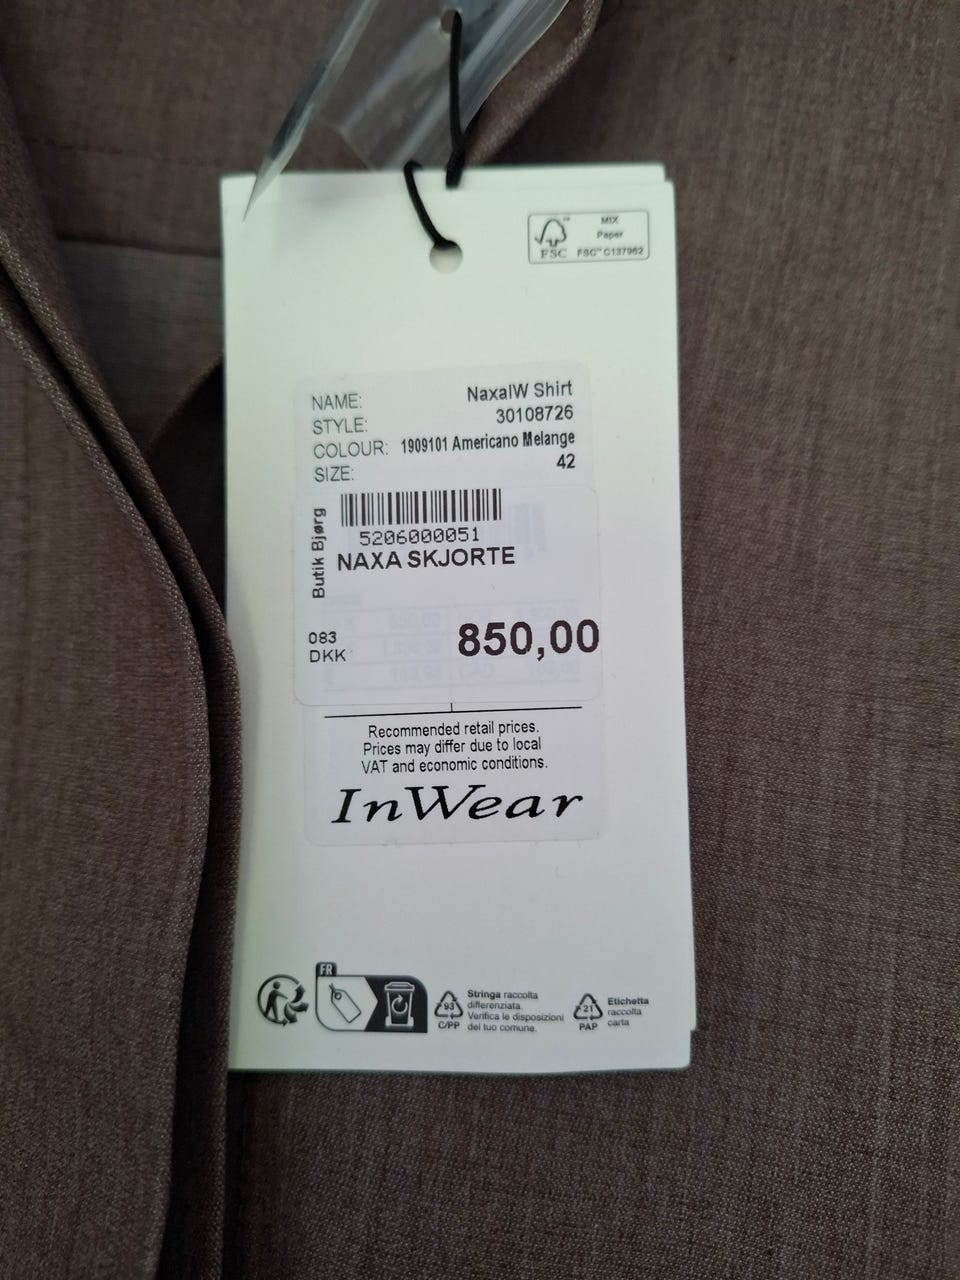 MIX
Paper
FSC™ C137962
FSC
NAME: NaxaIW Shirt
STYLE: 30108726
COLOUR: 1909101 Americano Melange
SIZE: 42
Butik Bjørg
5206000051
NAXA SKJORTE
083
DKK 850,00
Recommended retail prices.
Prices may differ due to local
VAT and economic conditions.
InWear
FR
93
C/PP
Stringa raccolta
differenziata.
Verifica le disposizioni
del tuo comune.
21
PAP
Etichetta
raccolta
carta